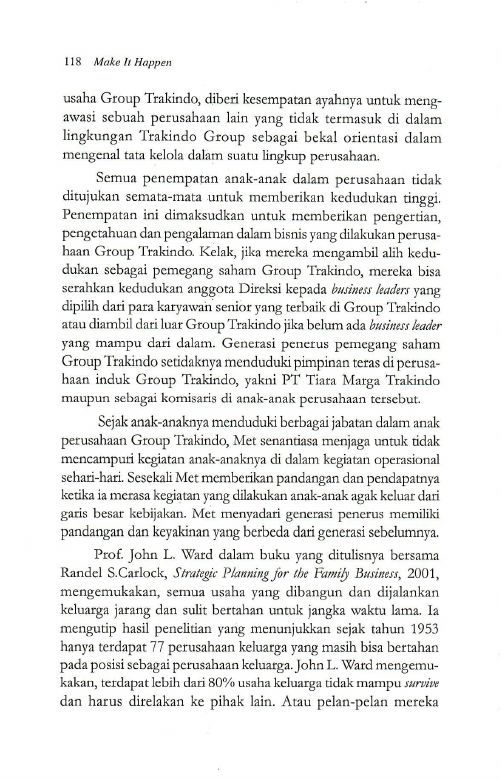 118 Make It Happen
usaha Group Trakindo, diberi kesempatan ayahnya untuk meng-
awasi sebuah perusahaan lain yang tidak termasuk di dalam
lingkungan Trakindo Group sebagai bekal orientasi dalam
mengenal tata kelola dalam suatu lingkup perusahaan.
Semua penempatan anak-anak dalam perusahaan tidak
ditujukan semata-mata untuk memberikan kedudukan tinggi.
Penempatan ini dimaksudkan untuk memberikan pengertian,
pengetahuan dan pengalaman dalam bisnis yang dilakukan perusa-
haan Group Trakindo. Kelak, jika mereka mengambil alih kedu-
dukan sebagai pemegang saham Group Trakindo, mereka bisa
serahkan kedudukan anggota Direksi kepada business leaders yang
dipilih dari para karyawan senior yang terbaik di Group Trakindo
atau diambil dari luar Group Trakindo jika belum ada business leader
yang mampu dari dalam. Generasi penerus pemegang saham
Group Trakindo setidaknya menduduki pimpinan teras di perusa-
haan induk Group Trakindo, yakni PT Tiara Marga Trakindo
maupun sebagai komisaris di anak-anak perusahaan tersebut.
Sejak anak-anaknya menduduki berbagai jabatan dalam anak
perusahaan Group Trakindo, Met senantiasa menjaga untuk tidak
mencampuri kegiatan anak-anaknya di dalam kegiatan operasional
sehari-hari. Sesekali Met memberikan pandangan dan pendapatnya
ketika ia merasa kegiatan yang dilakukan anak-anak agak keluar dari
garis besar kebijakan. Met menyadari generasi penerus memiliki
pandangan dan keyakinan yang berbeda dari generasi sebelumnya.
Prof. John L. Ward dalam buku yang ditulisnya bersama
Randel S.Carlock, Strategic Planning for the Family Business, 2001,
mengemukakan, semua usaha yang dibangun dan dijalankan
keluarga jarang dan sulit bertahan untuk jangka waktu lama. Ia
mengutip hasil penelitian yang menunjukkan sejak tahun 1953
hanya terdapat 77 perusahaan keluarga yang masih bisa bertahan
pada posisi sebagai perusahaan keluarga. John L. Ward mengemu-
kakan, terdapat lebih dari 80% usaha keluarga tidak mampu survive
dan harus direlakan ke pihak lain. Atau pelan-pelan mereka